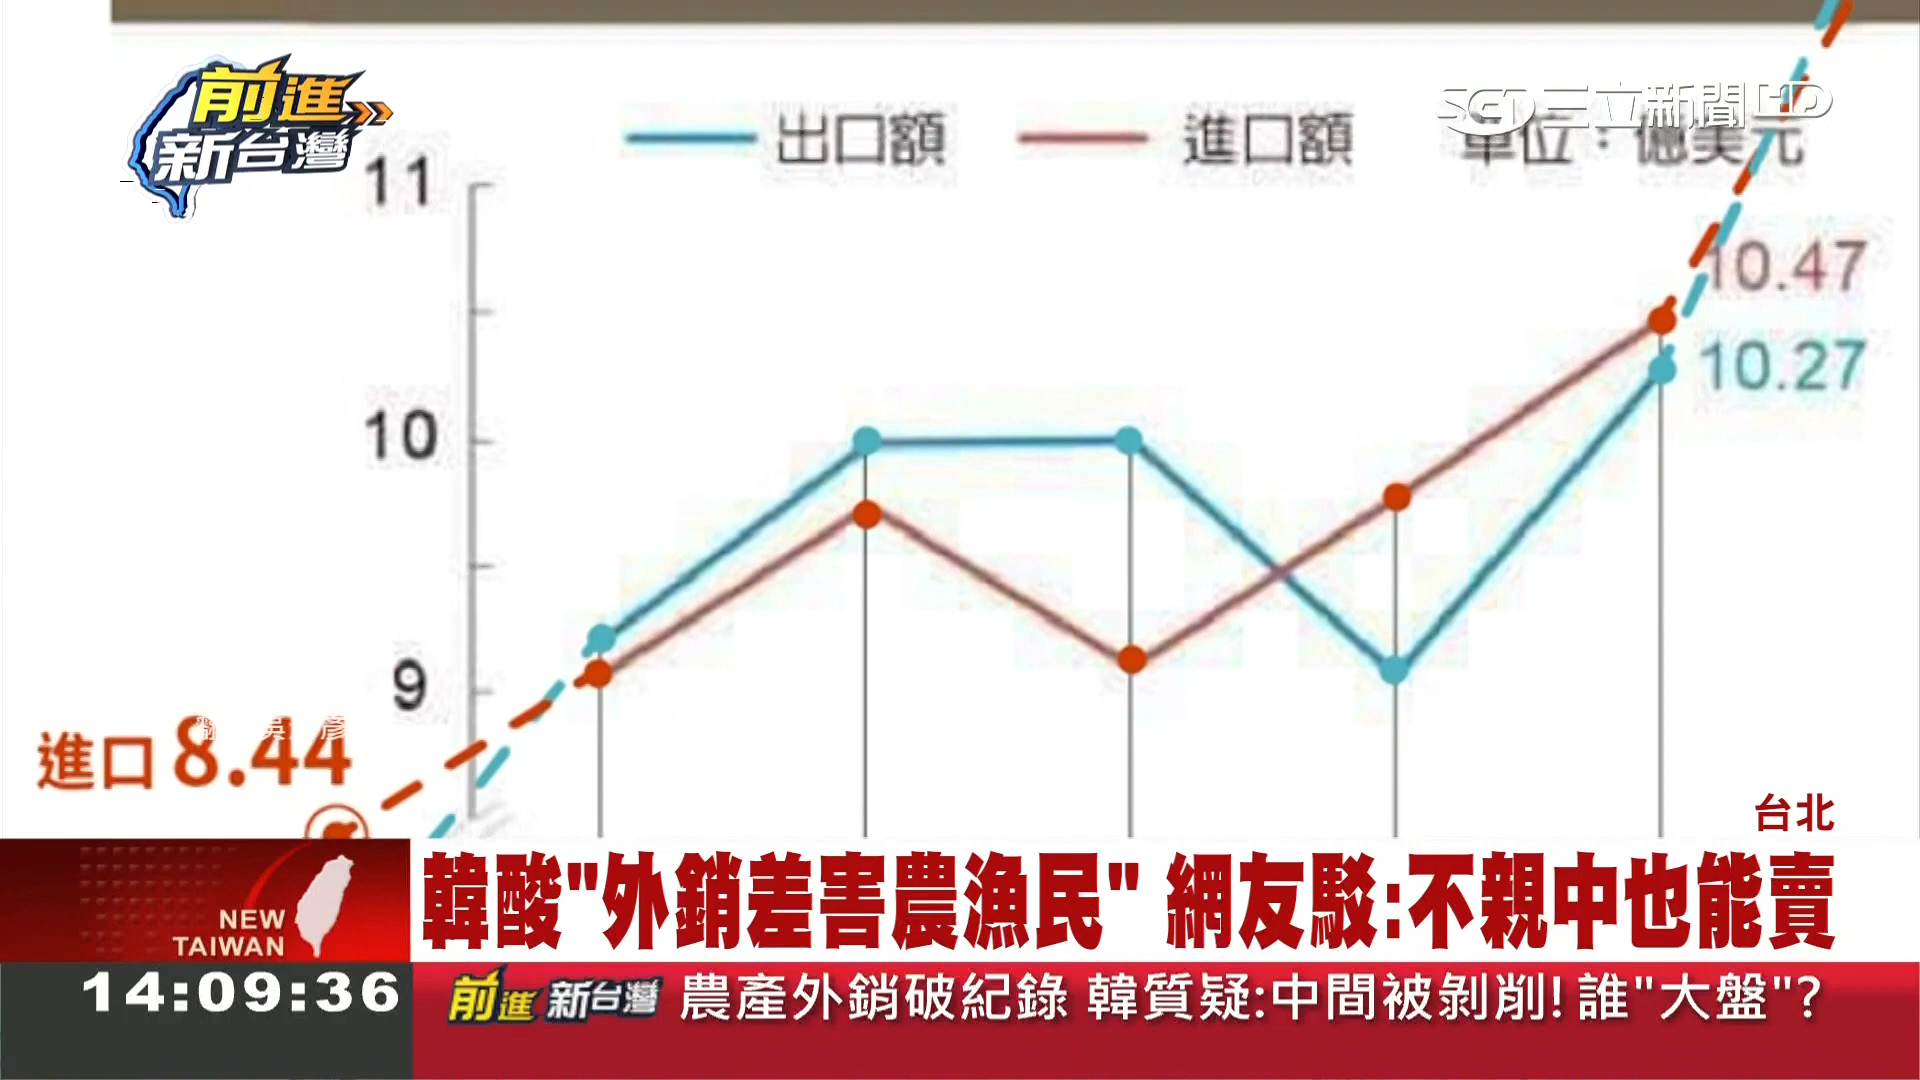 前進
新台灣
SET三立新聞HD
出口額 進口額 單位：億美元
11
10.47
10.27
10
9
進口8.44
台北
韓酸"外銷差害農漁民" 網友駁:不親中也能賣
NEW
TAIWAN
14:09:36
前進新台灣 農產外銷破紀錄 韓質疑:中間被剝削! 誰"大盤"?